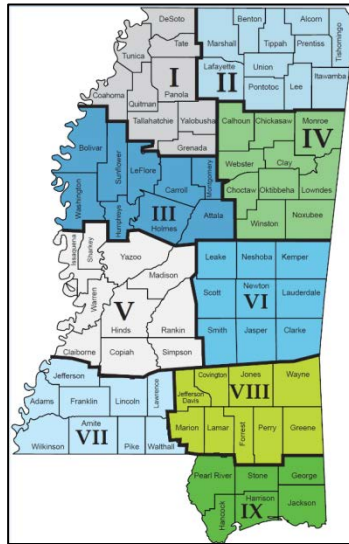 DeSoto
Tunica
Tate
I
Panola
Coahoma
Quitman
Tallahatchie
Yalobusha
Grenada
Benton
Alcorn
Tishomingo
Marshall
Tippah
Prentiss
II
Lafayette
Union
Itawamba
Pontotoc
Lee
Calhoun
Chickasaw
Monroe
IV
Webster
Clay
Choctaw
Oktibbeha
Lowndes
Winston
Noxubee
Bolivar
Sunflower
LeFlore
Carroll
Montgomery
Washington
Humphreys
III
Holmes
Attala
Issaquena
Sharkey
Yazoo
Madison
Warren
V
Hinds
Rankin
Claiborne
Copiah
Simpson
Leake
Neshoba
Kemper
Scott
Newton
VI
Lauderdale
Smith
Jasper
Clarke
Jefferson
Adams
Franklin
Lincoln
Lawrence
Amite
VII
Wilkinson
Pike
Walthall
Covington
Jones
Wayne
VIII
Jefferson
Davis
Marion
Lamar
Forrest
Perry
Greene
Pearl River
Stone
George
Hancock
Harrison
IX
Jackson